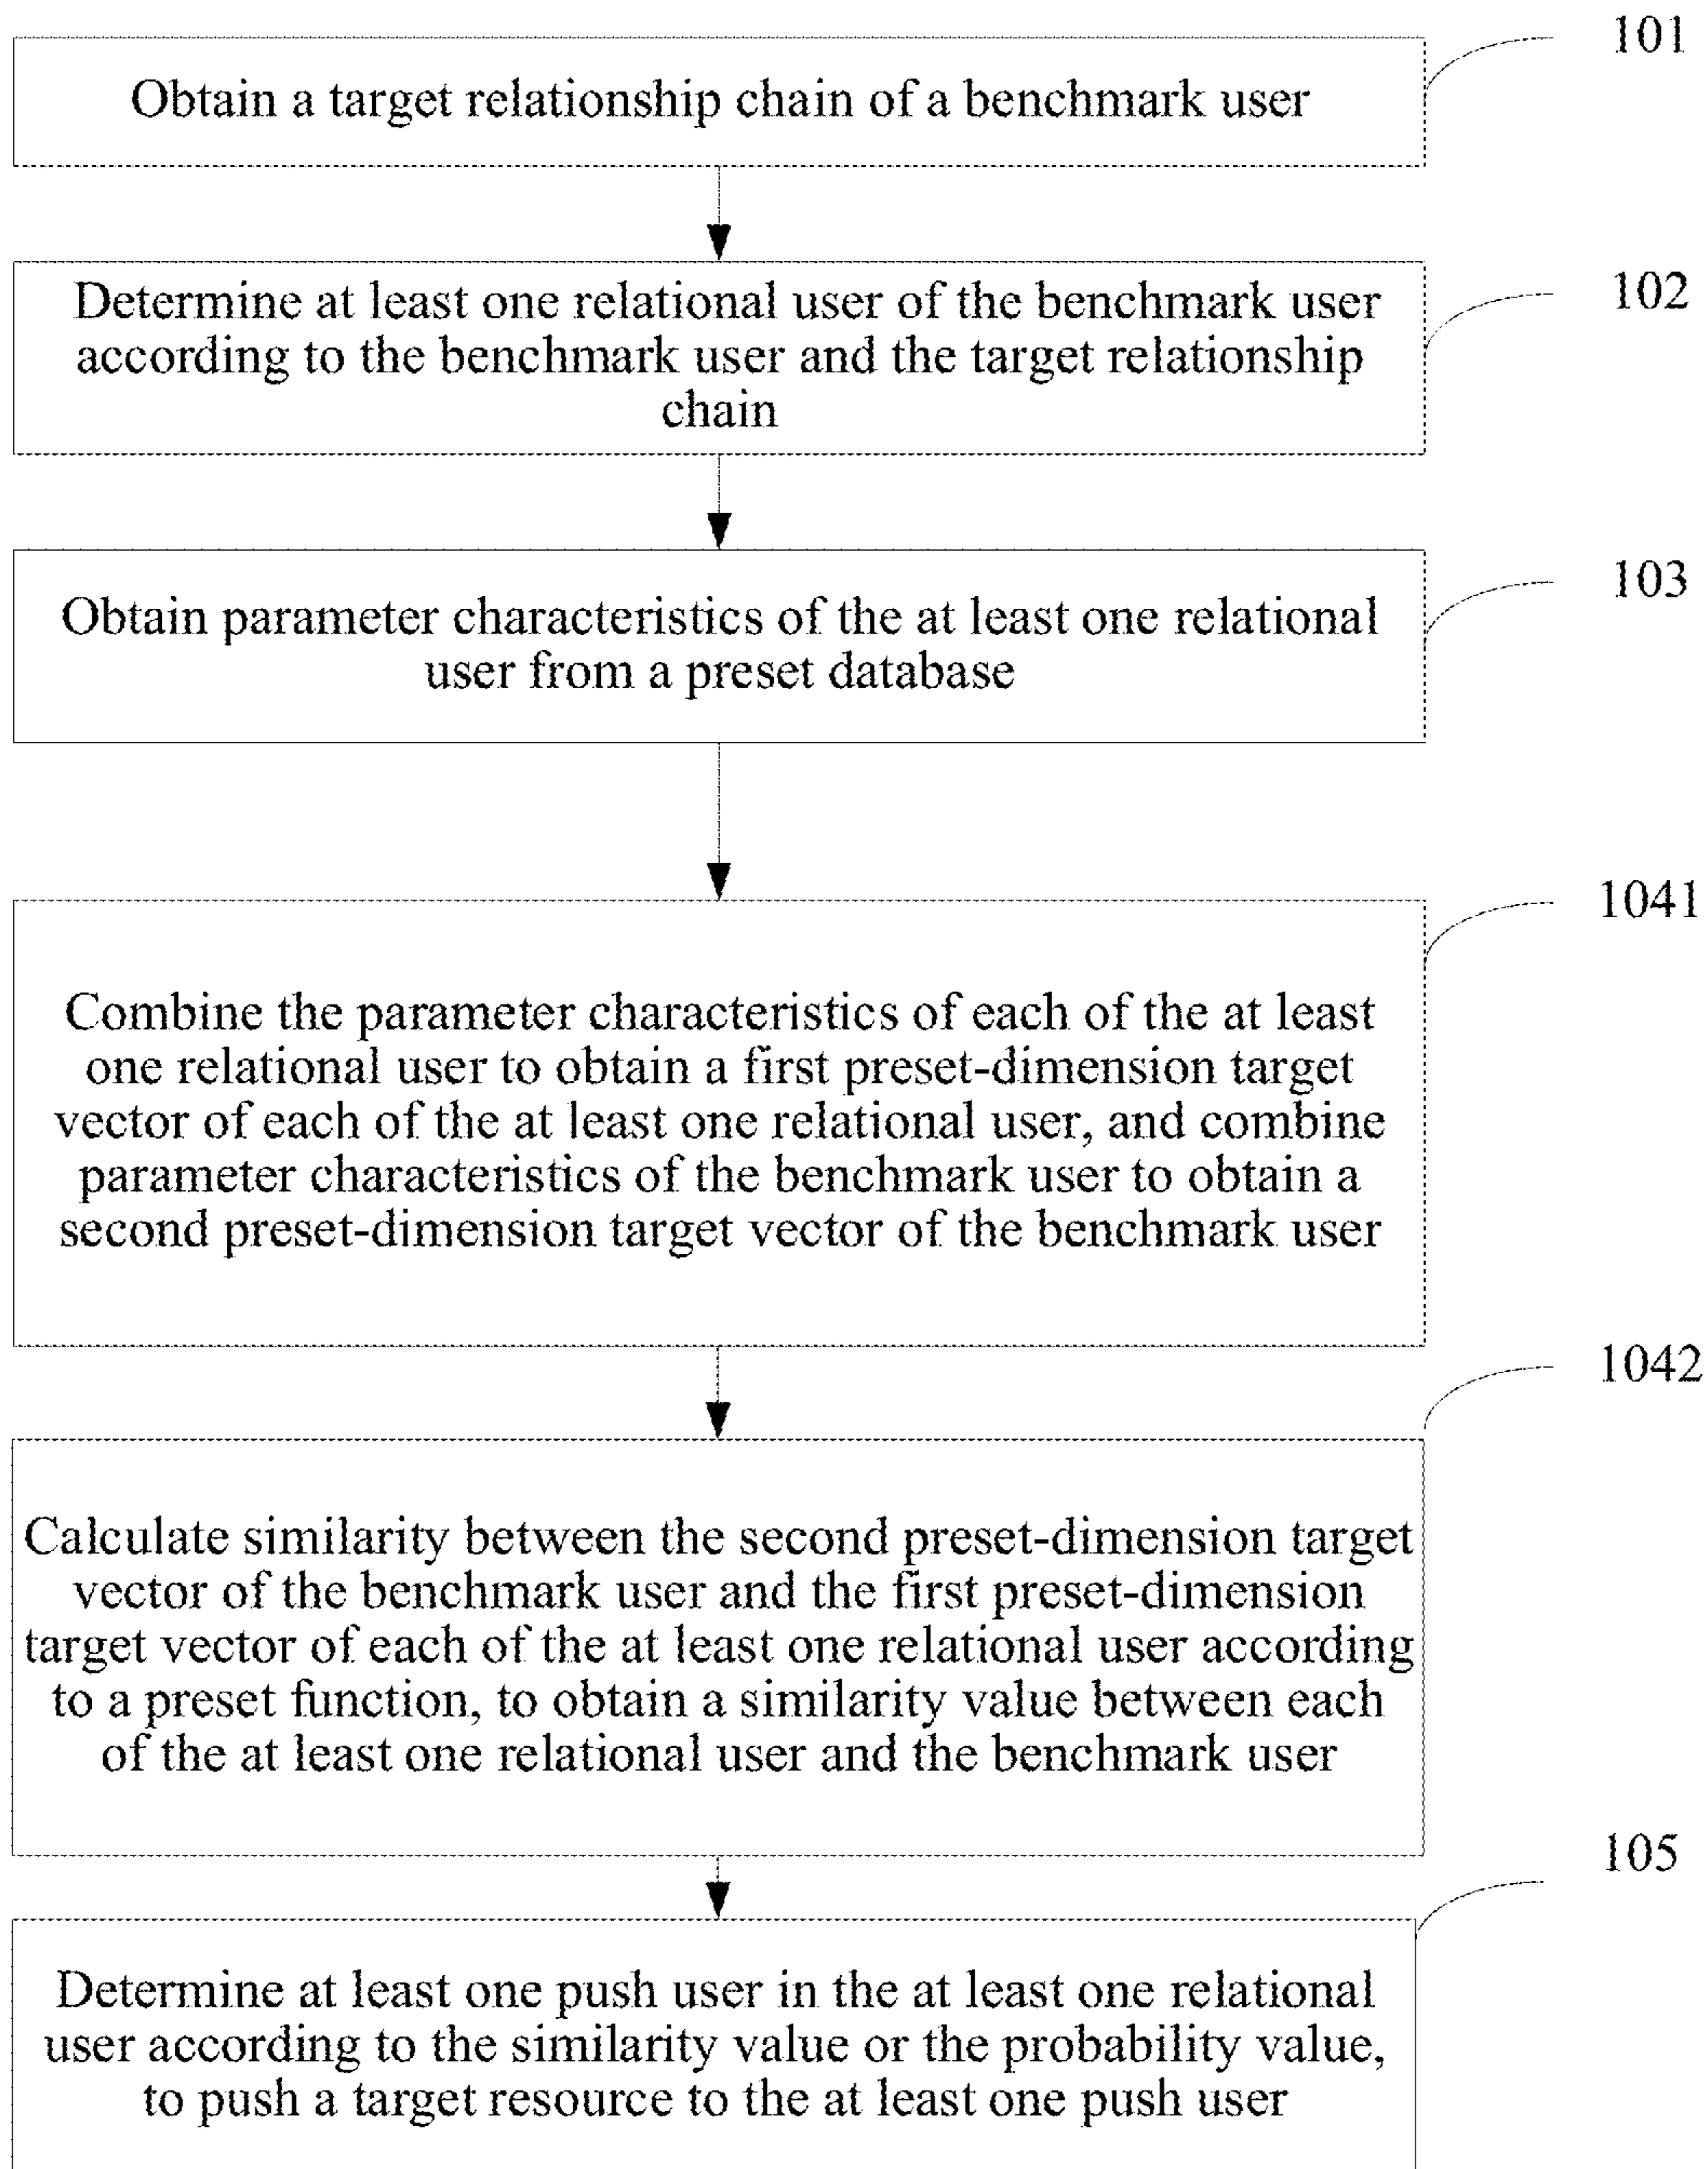 101
Obtain a target relationship chain of a benchmark user
102
Determine at least one relational user of the benchmark user
according to the benchmark user and the target relationship
chain
103
Obtain parameter characteristics of the at least one relational
user from a preset database
1041
Combine the parameter characteristics of each of the at least
one relational user to obtain a first preset-dimension target
vector of each of the at least one relational user, and combine
parameter characteristics of the benchmark user to obtain a
second preset-dimension target vector of the benchmark user
1042
Calculate similarity between the second preset-dimension target
vector of the benchmark user and the first preset-dimension
target vector of each of the at least one relational user according
to a preset function, to obtain a similarity value between each
of the at least one relational user and the benchmark user
105
Determine at least one push user in the at least one relational
user according to the similarity value or the probability value,
to push a target resource to the at least one push user